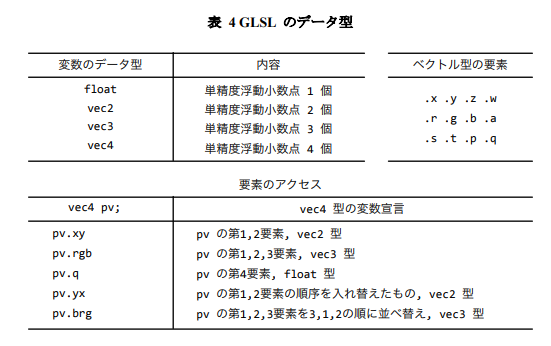 表 4 GLSL のデータ型
変数のデータ型 内容
float 単精度浮動小数点 1 個
vec2 単精度浮動小数点 2 個
vec3 単精度浮動小数点 3 個
vec4 単精度浮動小数点 4 個
ベクトル型の要素
.x .y .z .w
.r .g .b .a
.s .t .p .q
要素のアクセス
vec4 pv; vec4 型の変数宣言
pv.xy pv の第1,2要素, vec2 型
pv.rgb pv の第1,2,3要素, vec3 型
pv.q pv の第4要素, float 型
pv.yx pv の第1,2要素の順序を入れ替えたもの, vec2 型
pv.brg pv の第1,2,3要素を3,1,2の順に並べ替え, vec3 型